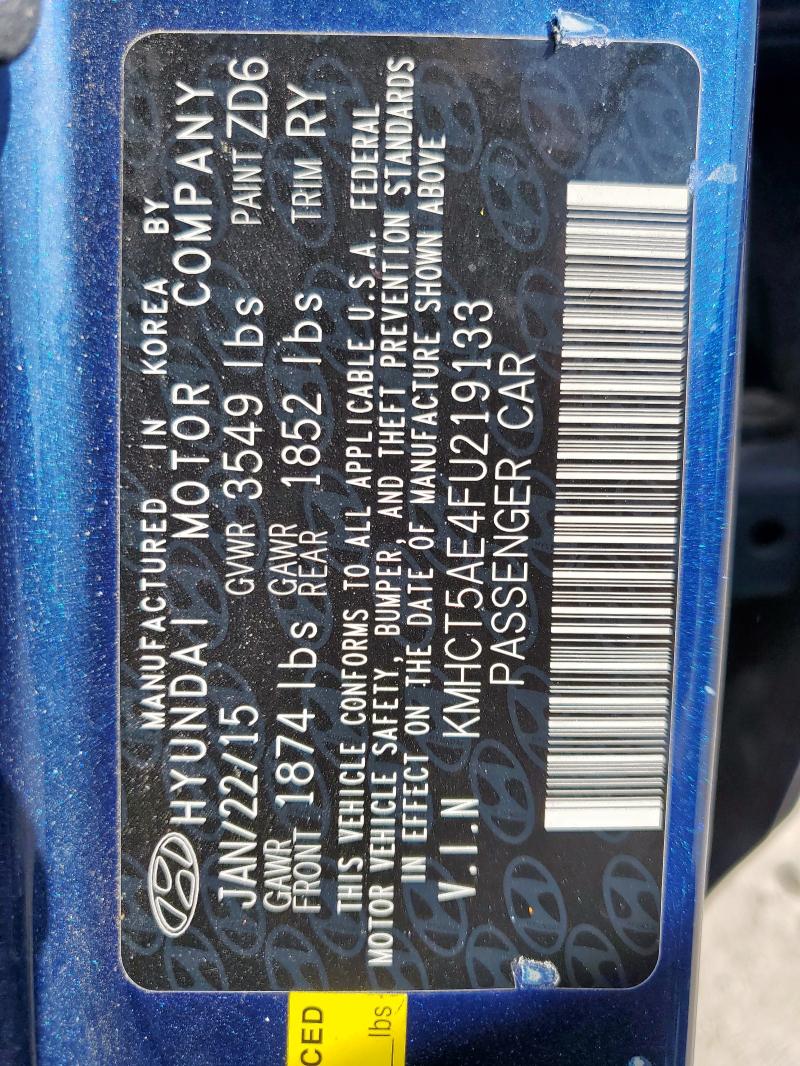 MANUFACTURED IN KOREA BY
HYUNDAI MOTOR COMPANY
JAN/22/15 GVWR 3549 lbs PAINT ZD6
GAWR FRONT 1874 lbs GAWR REAR 1852 lbs TRIM RY
THIS VEHICLE CONFORMS TO ALL APPLICABLE U.S.A. FEDERAL
MOTOR VEHICLE SAFETY, BUMPER, AND THEFT PREVENTION STANDARDS
IN EFFECT ON THE DATE OF MANUFACTURE SHOWN ABOVE
V.I.N KMHCT5AE4FU219133
PASSENGER CAR
CED
lbs